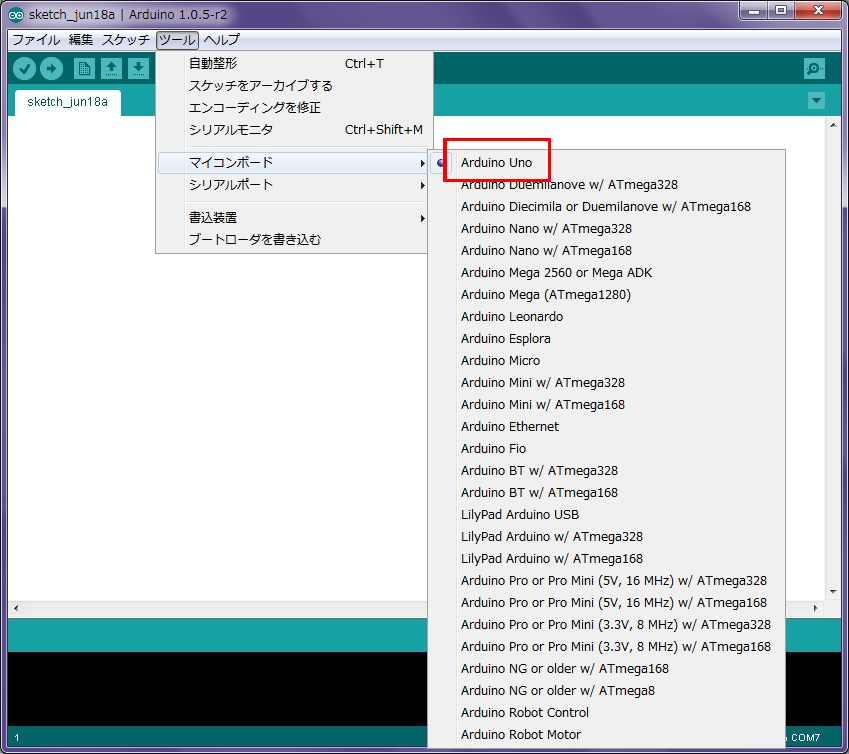 sketch_jun18a | Arduino 1.0.5-r2
ファイル 編集 スケッチ ツール ヘルプ
sketch_jun18a
自動整形 Ctrl+T
スケッチをアーカイブする
エンコーディングを修正
シリアルモニタ Ctrl+Shift+M
マイコンボード
シリアルポート
書込装置
ブートローダを書き込む
Arduino Uno
Arduino Duemilanove w/ ATmega328
Arduino Diecimila or Duemilanove w/ ATmega168
Arduino Nano w/ ATmega328
Arduino Nano w/ ATmega168
Arduino Mega 2560 or Mega ADK
Arduino Mega (ATmega1280)
Arduino Leonardo
Arduino Esplora
Arduino Micro
Arduino Mini w/ ATmega328
Arduino Mini w/ ATmega168
Arduino Ethernet
Arduino Fio
Arduino BT w/ ATmega328
Arduino BT w/ ATmega168
LilyPad Arduino USB
LilyPad Arduino w/ ATmega328
LilyPad Arduino w/ ATmega168
Arduino Pro or Pro Mini (5V, 16 MHz) w/ ATmega328
Arduino Pro or Pro Mini (5V, 16 MHz) w/ ATmega168
Arduino Pro or Pro Mini (3.3V, 8 MHz) w/ ATmega328
Arduino Pro or Pro Mini (3.3V, 8 MHz) w/ ATmega168
Arduino NG or older w/ ATmega168
Arduino NG or older w/ ATmega8
Arduino Robot Control
Arduino Robot Motor
1 COM7